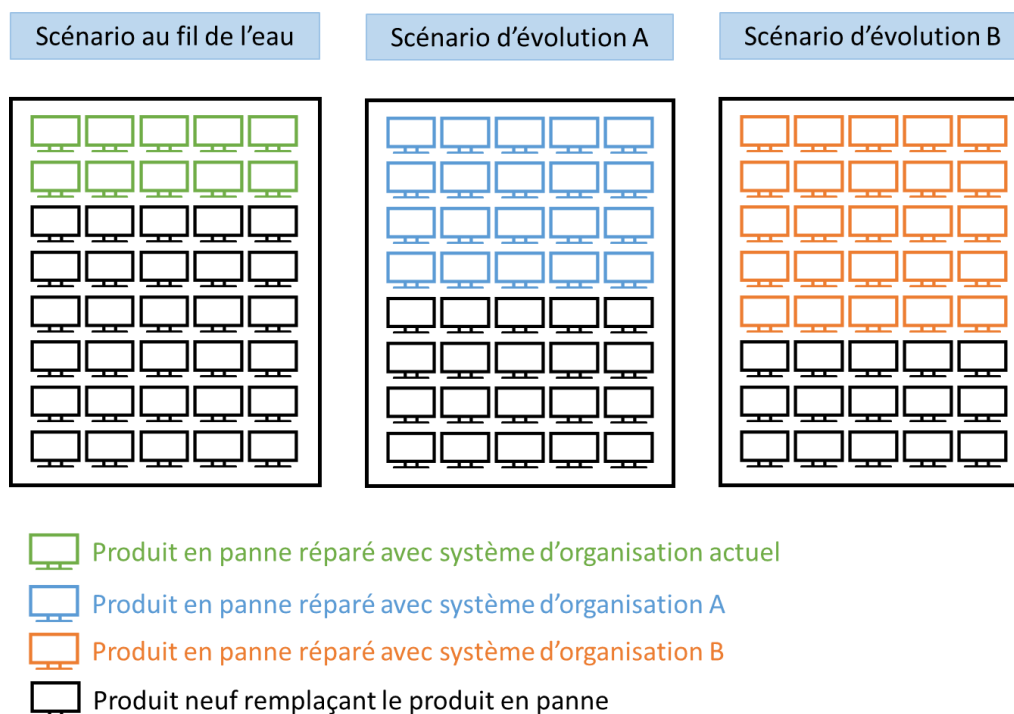 Scénario au fil de l'eau
Scénario d'évolution A
Scénario d'évolution B
Produit en panne réparé avec système d'organisation actuel
Produit en panne réparé avec système d'organisation A
Produit en panne réparé avec système d'organisation B
Produit neuf remplaçant le produit en panne